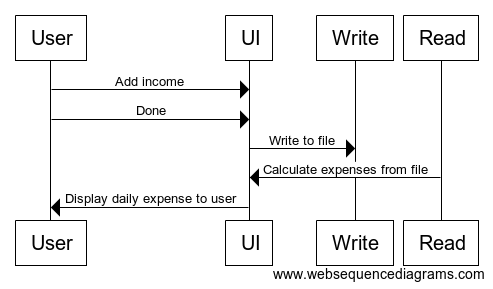 User UI Write Read
Add income
Done
Write to file
Calculate expenses from file
Display daily expense to user
User UI Write Read
www.websequencediagrams.com